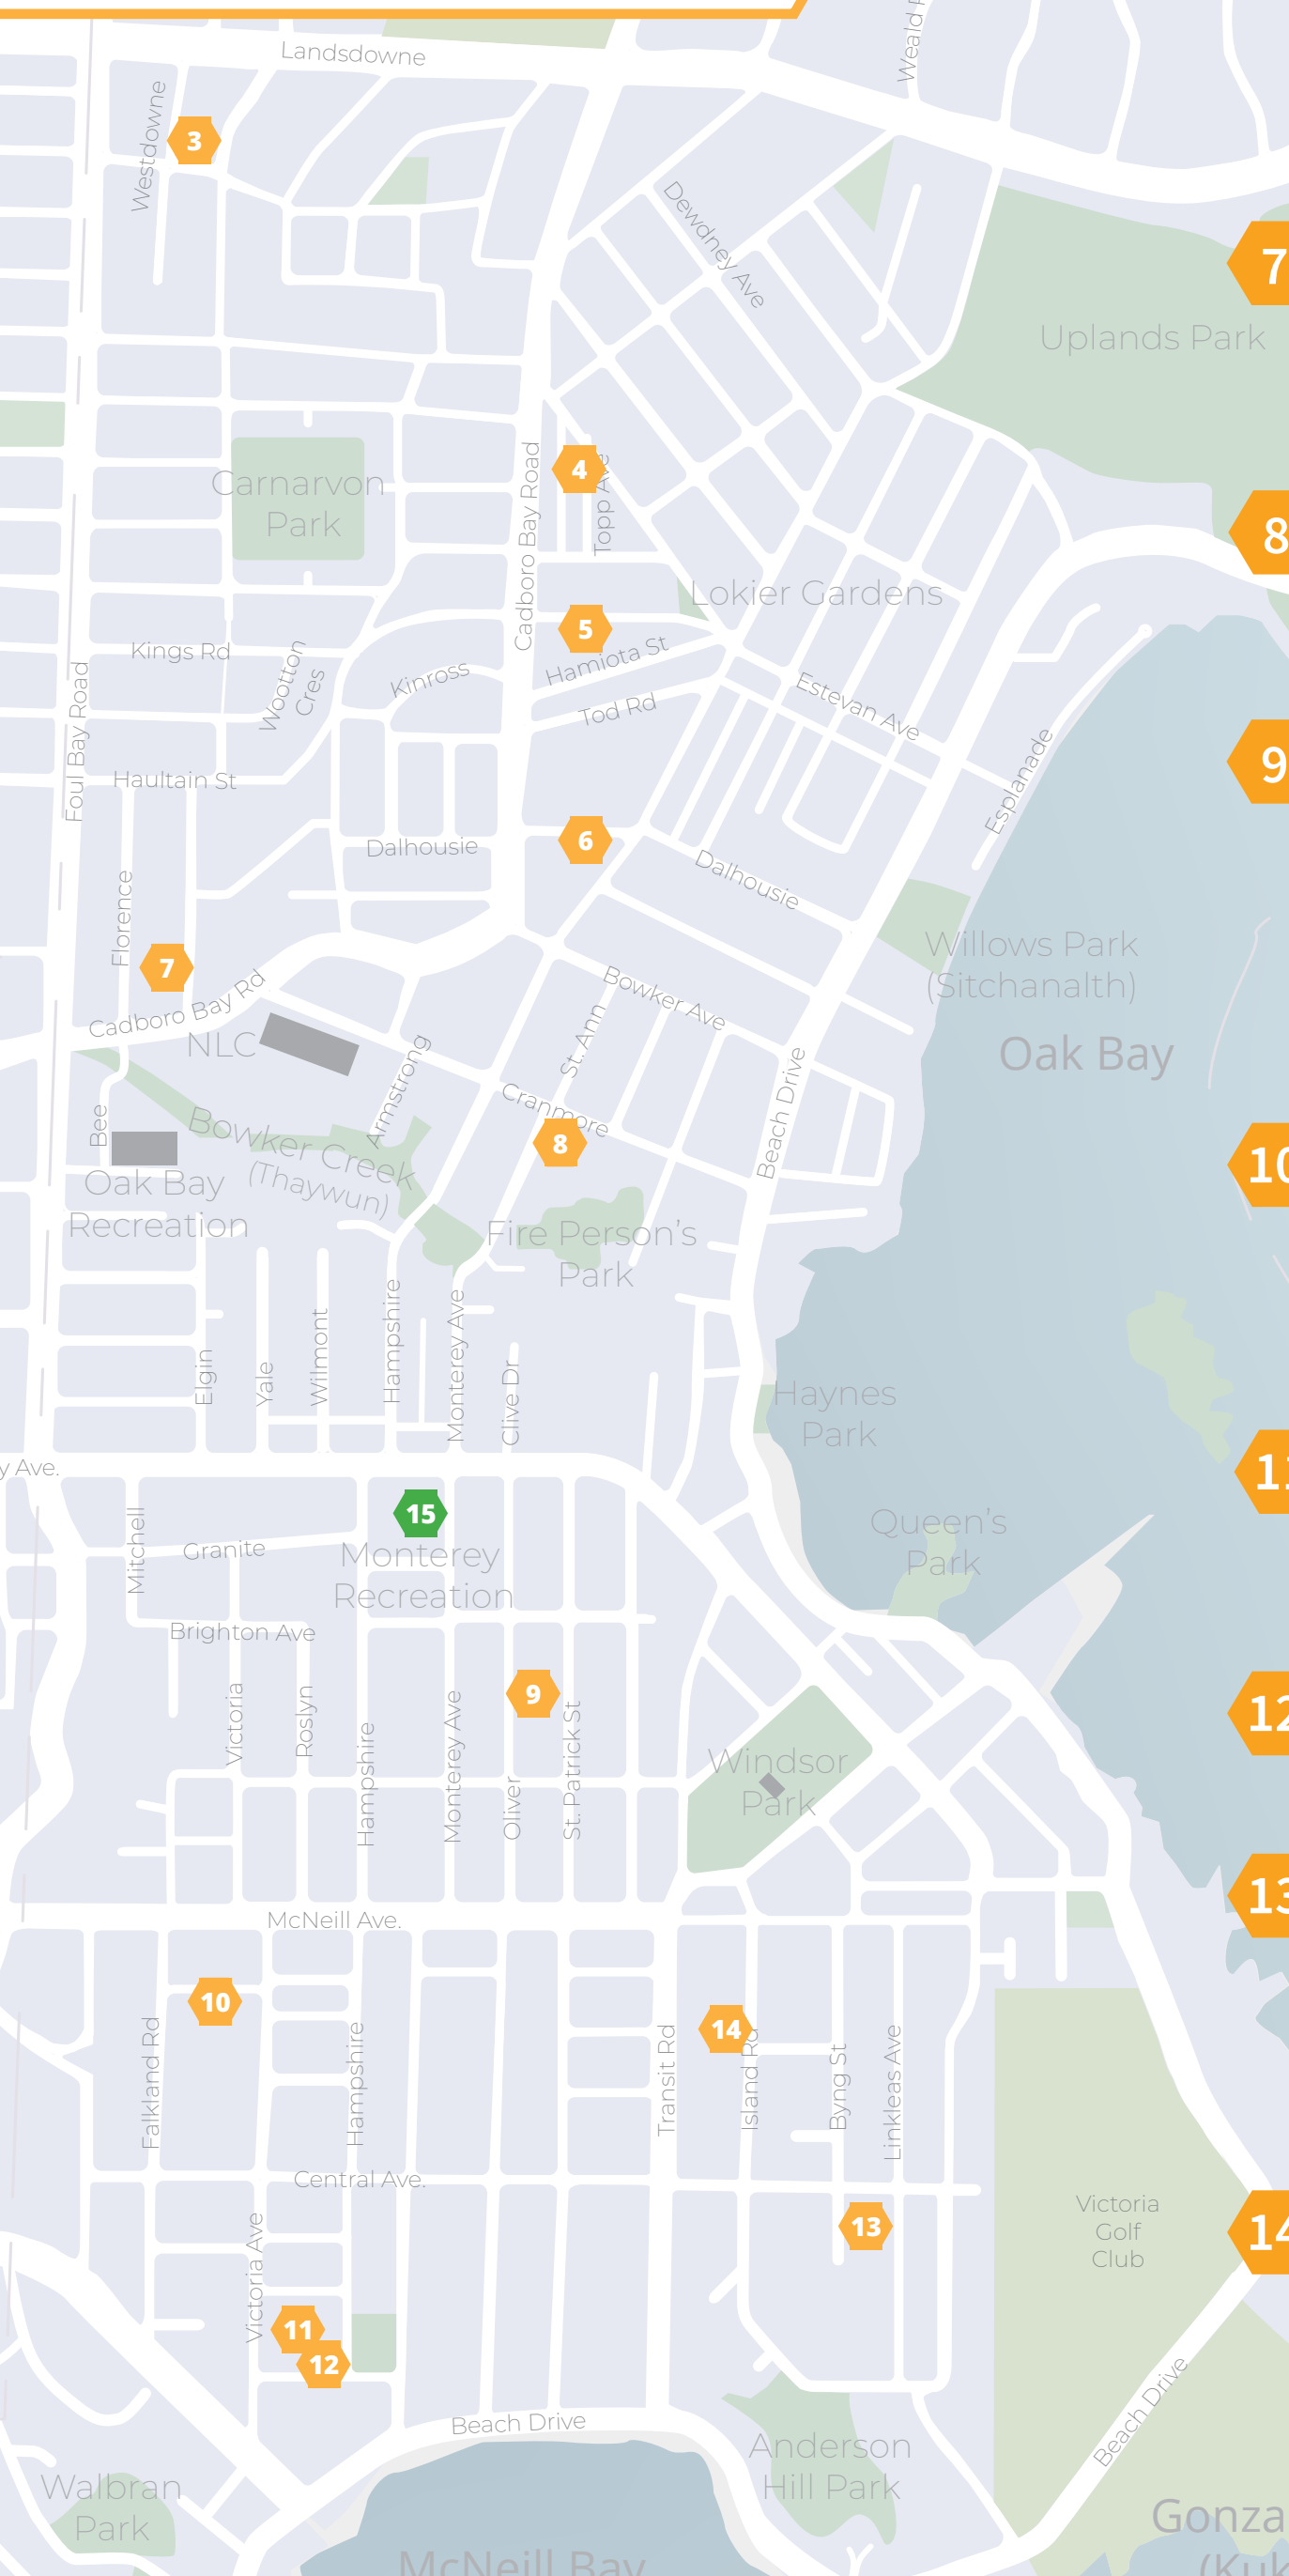 Landsdowne
Weald
Westdowne
3
Dewdney Ave
7
Uplands Park
Cadboro Bay Road
4
Topp Ave
Carnarvon
Park
8
Lokier Gardens
5
Kings Rd
Wootton
Cres
Kinross
Hamiota St
Tod Rd
Estevan Ave
Foul Bay Road
Esplanade
9
Haultain St
6
Dalhousie
Dalhousie
Florence
7
Willows Park
(Sitchanalth)
Bowker Ave
Cadboro Bay Rd
NLC
St. Ann
Oak Bay
Armstrong
Beach Drive
Bee
Cranmore
8
10
Bowker Creek
(Thaywun)
Oak Bay
Recreation
Fire Person's
Park
Elgin
Yale
Wilmont
Hampshire
Monterey Ave
Clive Dr
Haynes
Park
y Ave.
11
Mitchell
15
Granite
Monterey
Recreation
Queen's
Park
Brighton Ave
9
12
Victoria
Roslyn
Hampshire
Monterey Ave
Oliver
St. Patrick St
Windsor
Park
13
McNeill Ave.
10
14
Falkland Rd
Hampshire
Transit Rd
Island Rd
Byng St
Linkleas Ave
Central Ave.
13
Victoria
Golf
Club
14
Victoria Ave
11
12
Beach Drive
Beach Drive
Anderson
Hill Park
Walbran
Park
Gonza
(Kuk
McNeill Bay